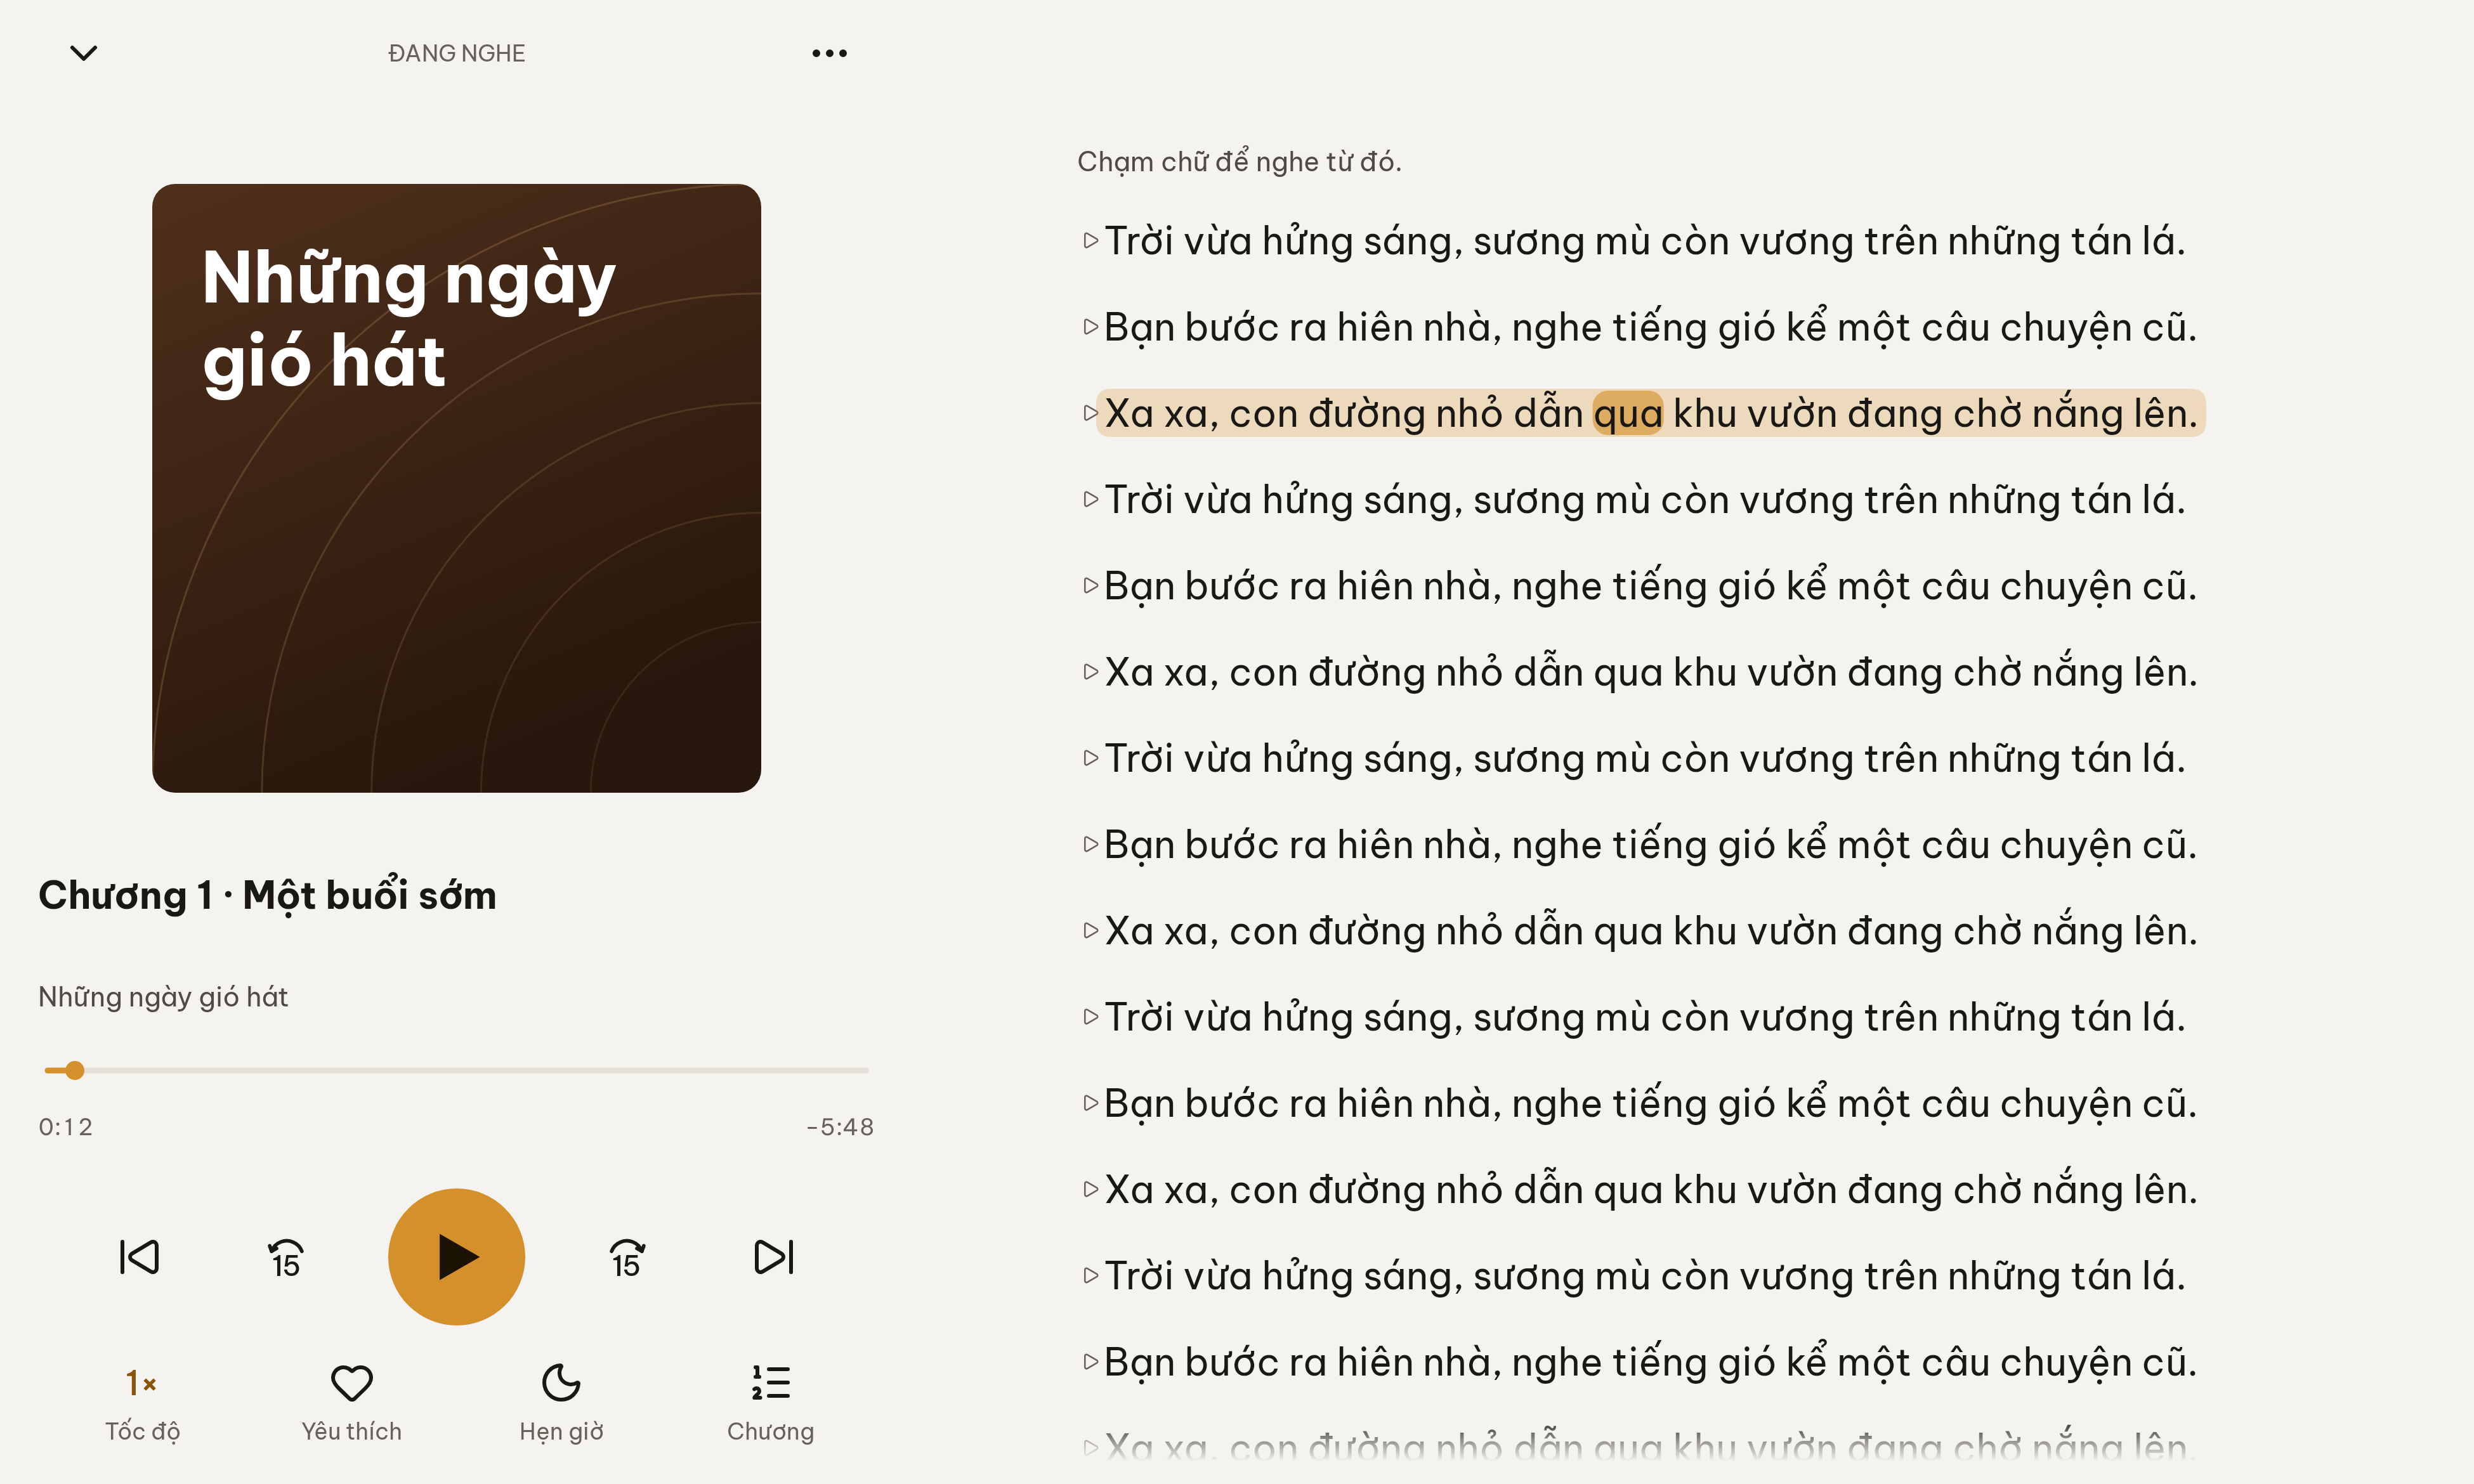 ĐANG NGHE
Những ngày
gió hát
Chương 1 · Một buổi sớm
Những ngày gió hát
0:12
-5:48
15
15
1×
Tốc độ
Yêu thích
Hẹn giờ
Chương
Chạm chữ để nghe từ đó.
Trời vừa hửng sáng, sương mù còn vương trên những tán lá.
Bạn bước ra hiên nhà, nghe tiếng gió kể một câu chuyện cũ.
Xa xa, con đường nhỏ dẫn qua khu vườn đang chờ nắng lên.
Trời vừa hửng sáng, sương mù còn vương trên những tán lá.
Bạn bước ra hiên nhà, nghe tiếng gió kể một câu chuyện cũ.
Xa xa, con đường nhỏ dẫn qua khu vườn đang chờ nắng lên.
Trời vừa hửng sáng, sương mù còn vương trên những tán lá.
Bạn bước ra hiên nhà, nghe tiếng gió kể một câu chuyện cũ.
Xa xa, con đường nhỏ dẫn qua khu vườn đang chờ nắng lên.
Trời vừa hửng sáng, sương mù còn vương trên những tán lá.
Bạn bước ra hiên nhà, nghe tiếng gió kể một câu chuyện cũ.
Xa xa, con đường nhỏ dẫn qua khu vườn đang chờ nắng lên.
Trời vừa hửng sáng, sương mù còn vương trên những tán lá.
Bạn bước ra hiên nhà, nghe tiếng gió kể một câu chuyện cũ.
Xa xa, con đường nhỏ dẫn qua khu vườn đang chờ nắng lên.